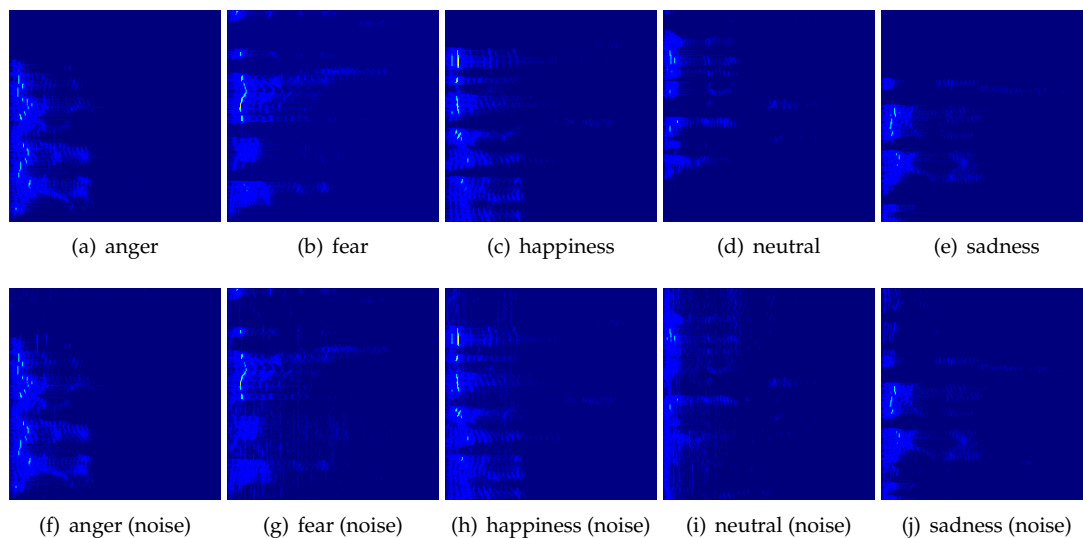 (a) anger (b) fear (c) happiness (d) neutral (e) sadness
(f) anger (noise) (g) fear (noise) (h) happiness (noise) (i) neutral (noise) (j) sadness (noise)